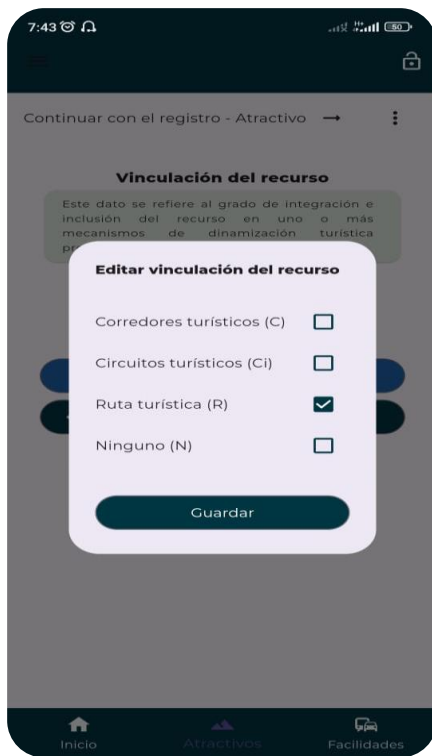 7:43
50
Continuar con el registro - Atractivo →
Vinculación del recurso
Este dato se refiere al grado de integración e
inclusión del recurso en uno o más
mecanismos de dinamización turística
Editar vinculación del recurso
Corredores turísticos (C)
Circuitos turísticos (Ci)
Ruta turística (R)
Ninguno (N)
Guardar
Inicio
Atractivos
Facilidades